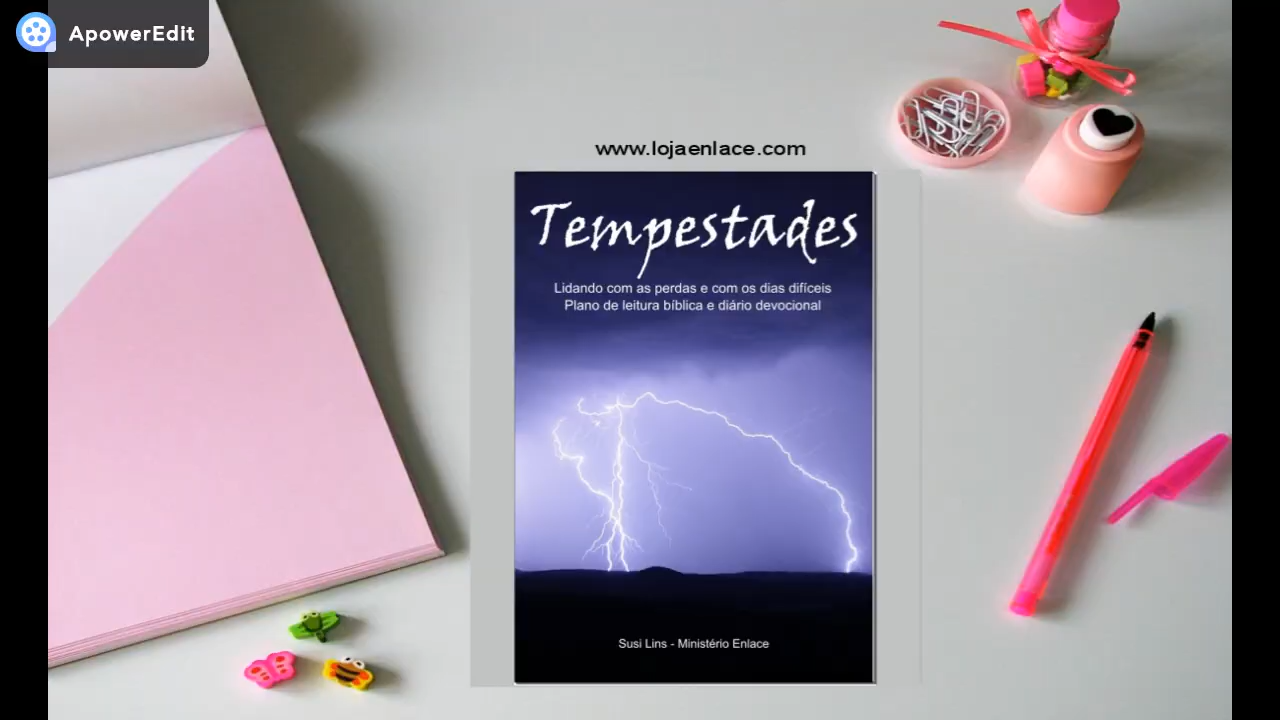 ApowerEdit
www.lojaenlace.com
Tempestades
Lidando com as perdas e com os dias difíceis
Plano de leitura bíblica e diário devocional
Susi Lins - Ministério Enlace